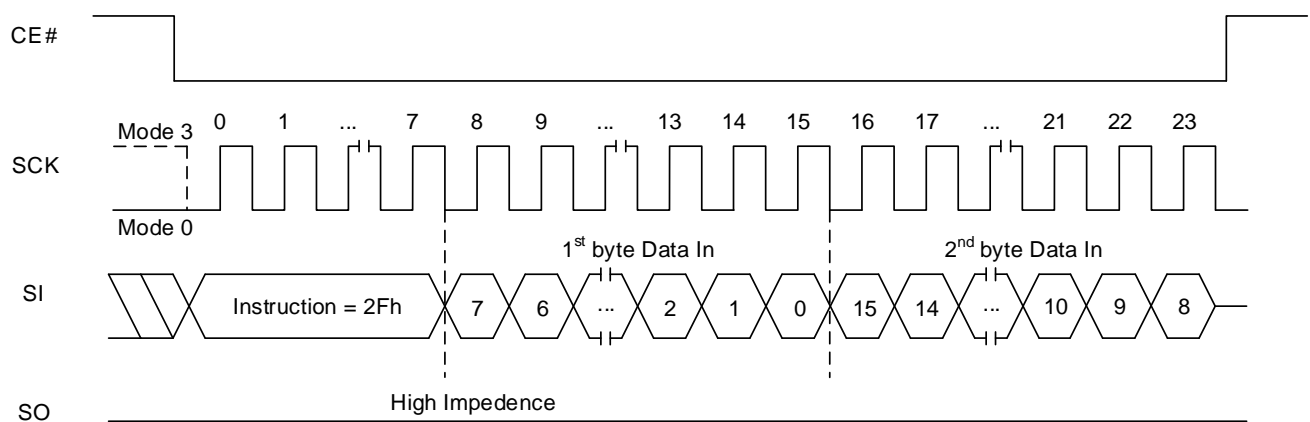 CE#
0 1 ... 7 8 9 ... 13 14 15 16 17 ... 21 22 23
Mode 3
SCK
Mode 0
1st byte Data In 2nd byte Data In
SI Instruction = 2Fh 7 6 ... 2 1 0 15 14 ... 10 9 8
High Impedence
SO